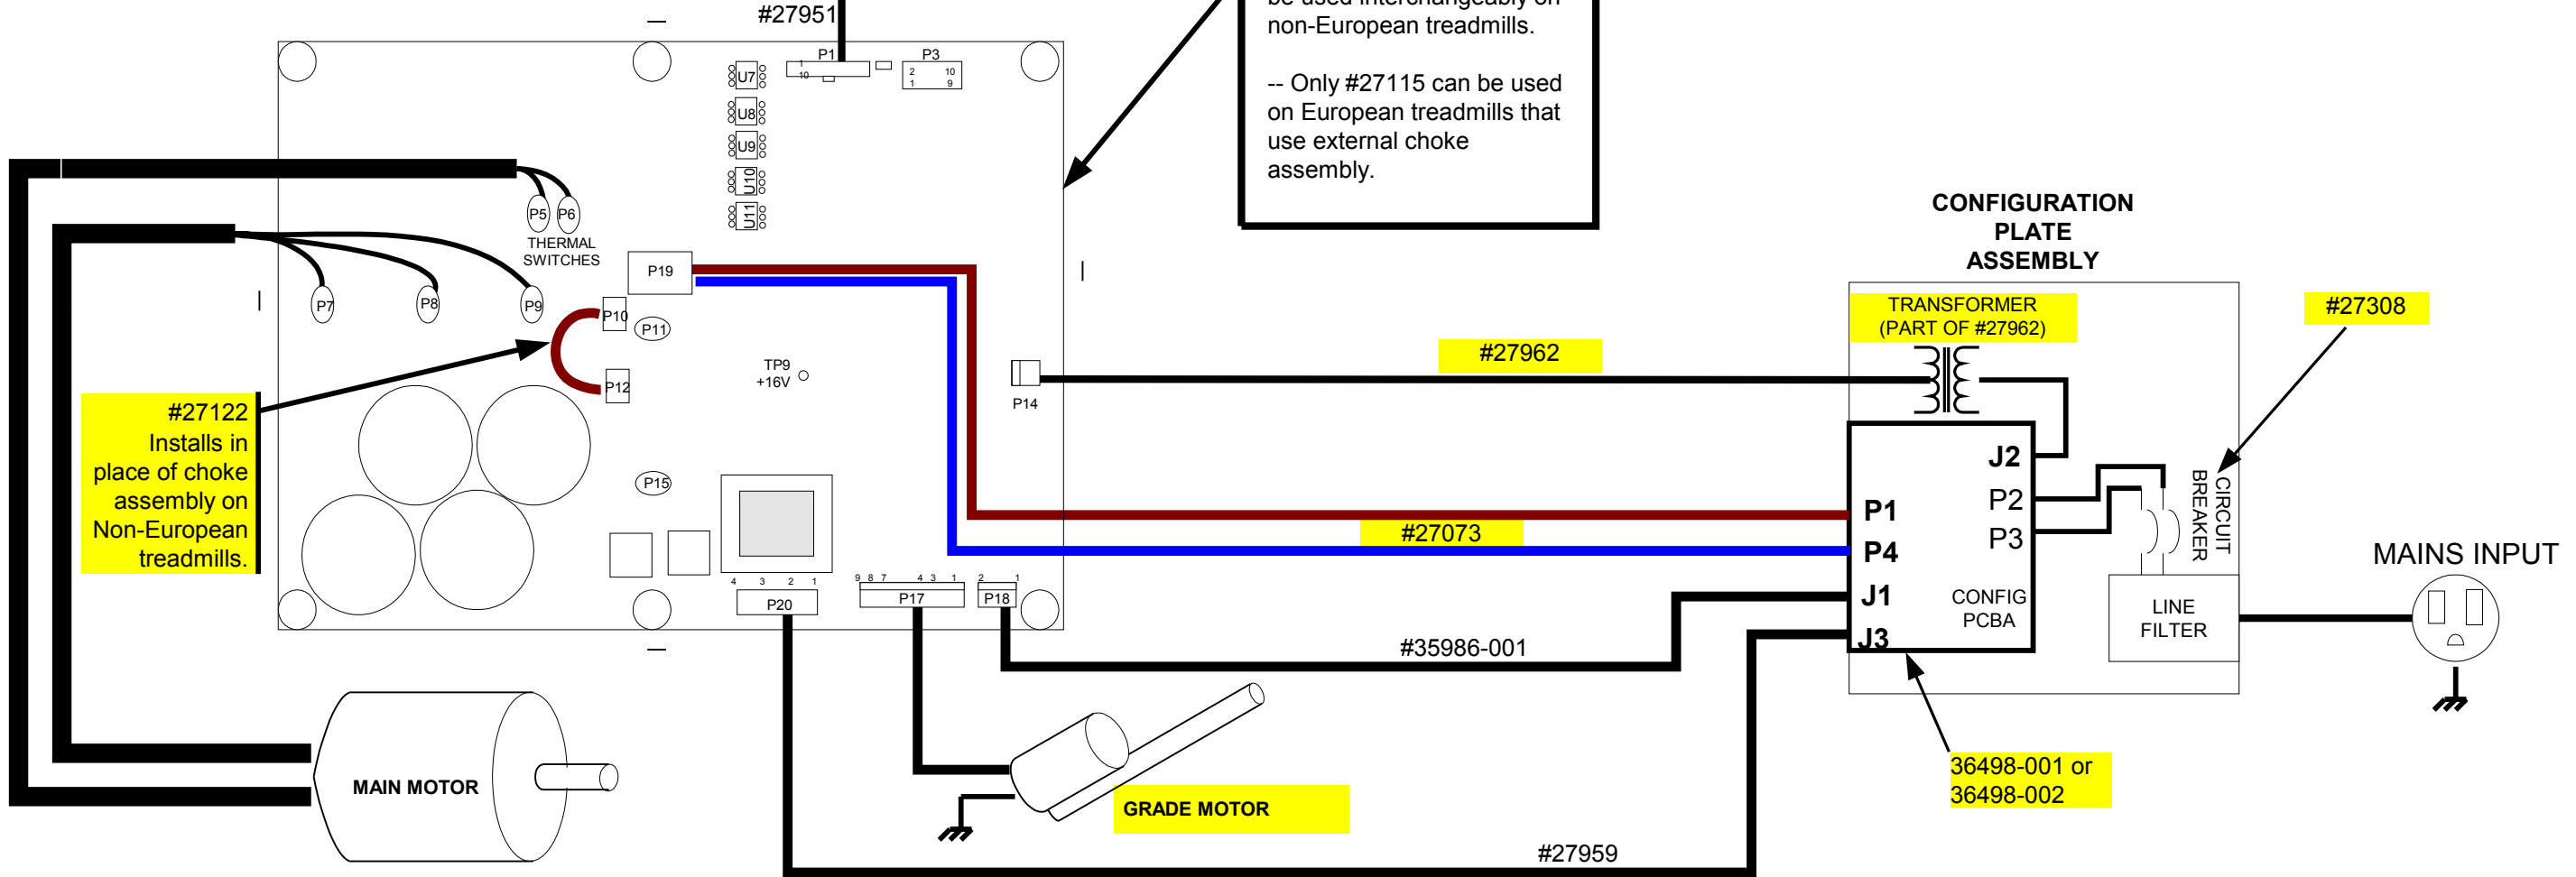 #27951
be used interchangeably on
non-European treadmills.
-- Only #27115 can be used
on European treadmills that
use external choke
assembly.
P1
1
10
P3
2 10
1 9
U7
U8
U9
U10
U11
P5
P6
THERMAL
SWITCHES
P7
P8
P9
P19
P10
P11
P12
TP9
+16V
P14
P15
#27122
Installs in
place of choke
assembly on
Non-European
treadmills.
4 3 2 1
P20
9 8 7 4 3 1
P17
2 1
P18
MAIN MOTOR
GRADE MOTOR
#27962
#27073
#35986-001
#27959
CONFIGURATION
PLATE
ASSEMBLY
TRANSFORMER
(PART OF #27962)
#27308
J2
P2
P3
P1
P4
J1
J3
CONFIG
PCBA
CIRCUIT
BREAKER
LINE
FILTER
MAINS INPUT
36498-001 or
36498-002